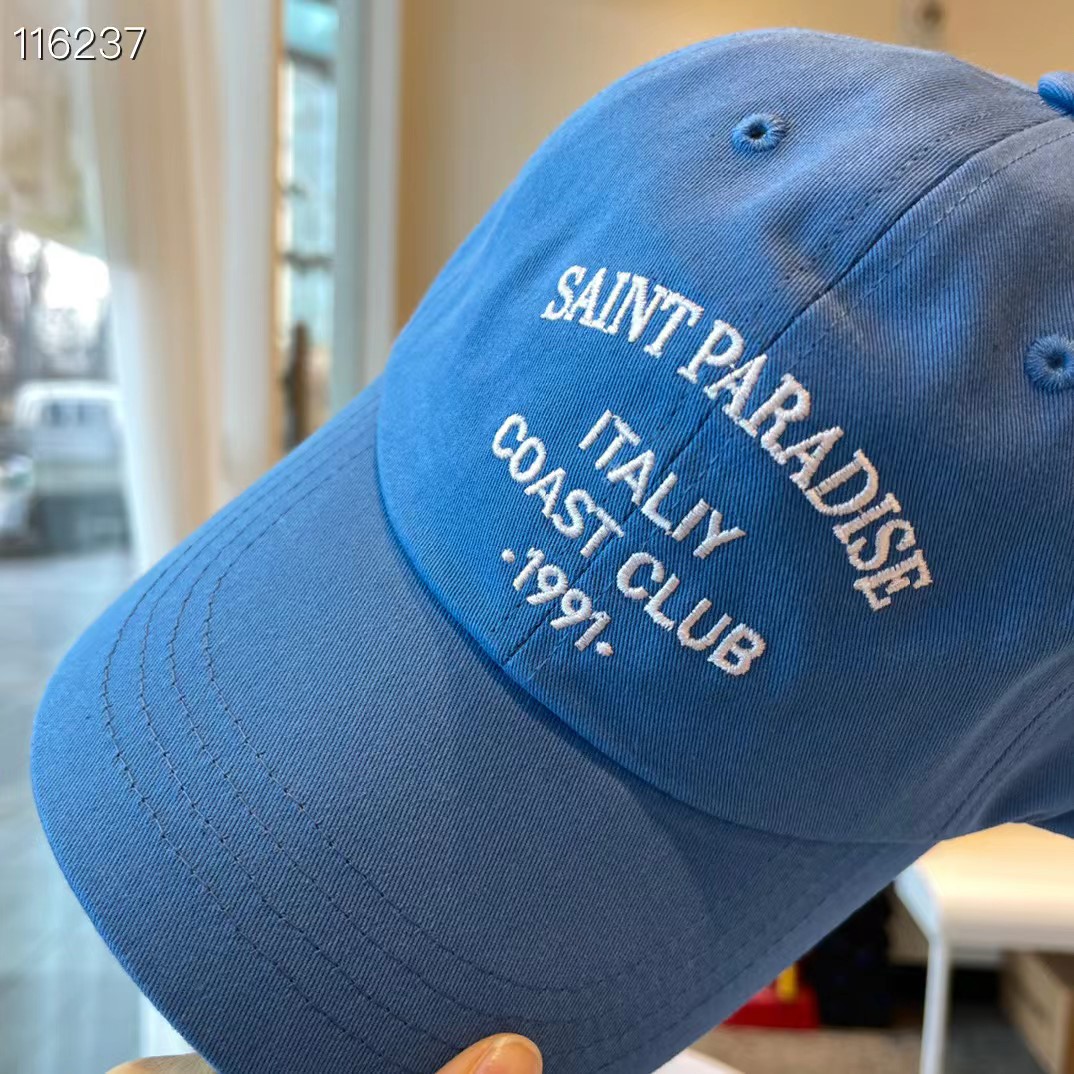 116237
SAINT PARADISE
ITALIY
COAST CLUB
·1991·